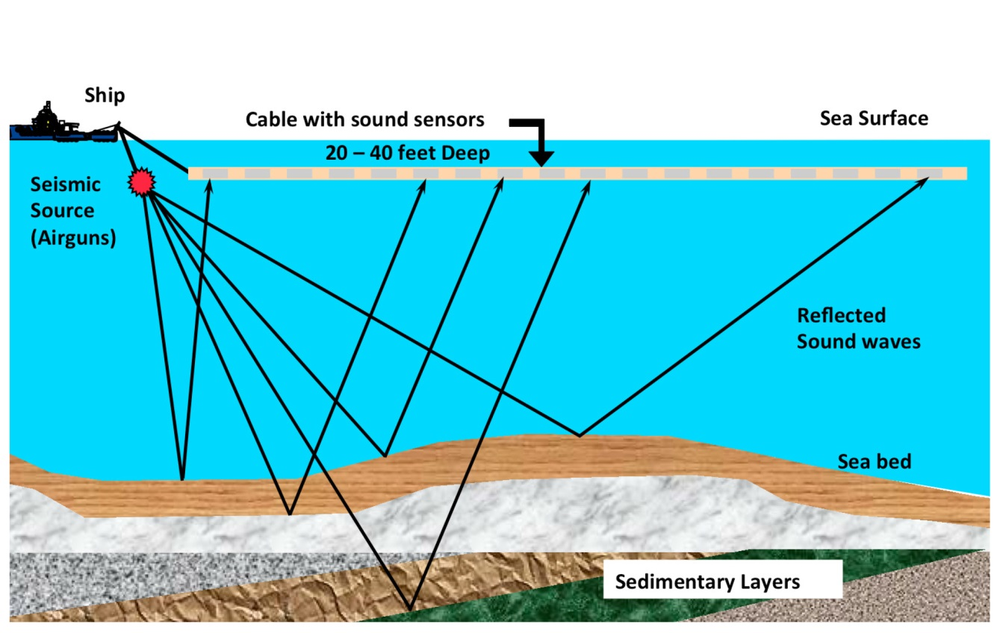 Ship
Cable with sound sensors
Sea Surface
20 – 40 feet Deep
Seismic
Source
(Airguns)
Reflected
Sound waves
Sea bed
Sedimentary Layers